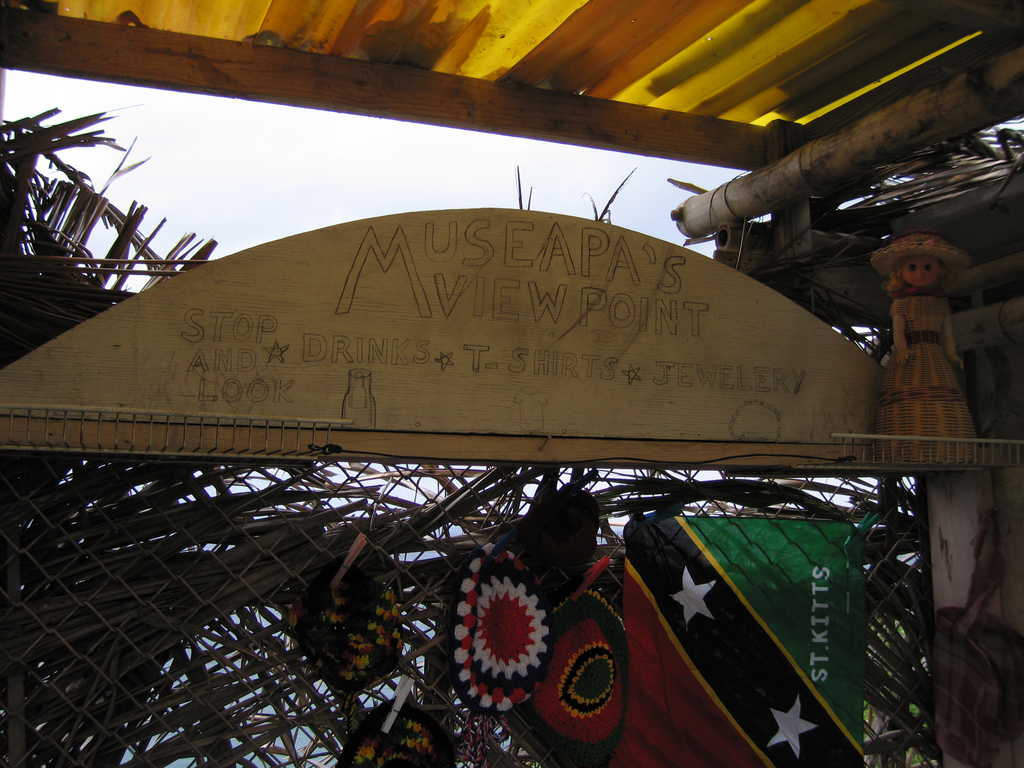 MUSEAPA'S
VIEWPOINT
STOP
AND ☆ DRINKS ☆ T-SHIRTS ☆ JEWELERY
LOOK
ST.KITTS